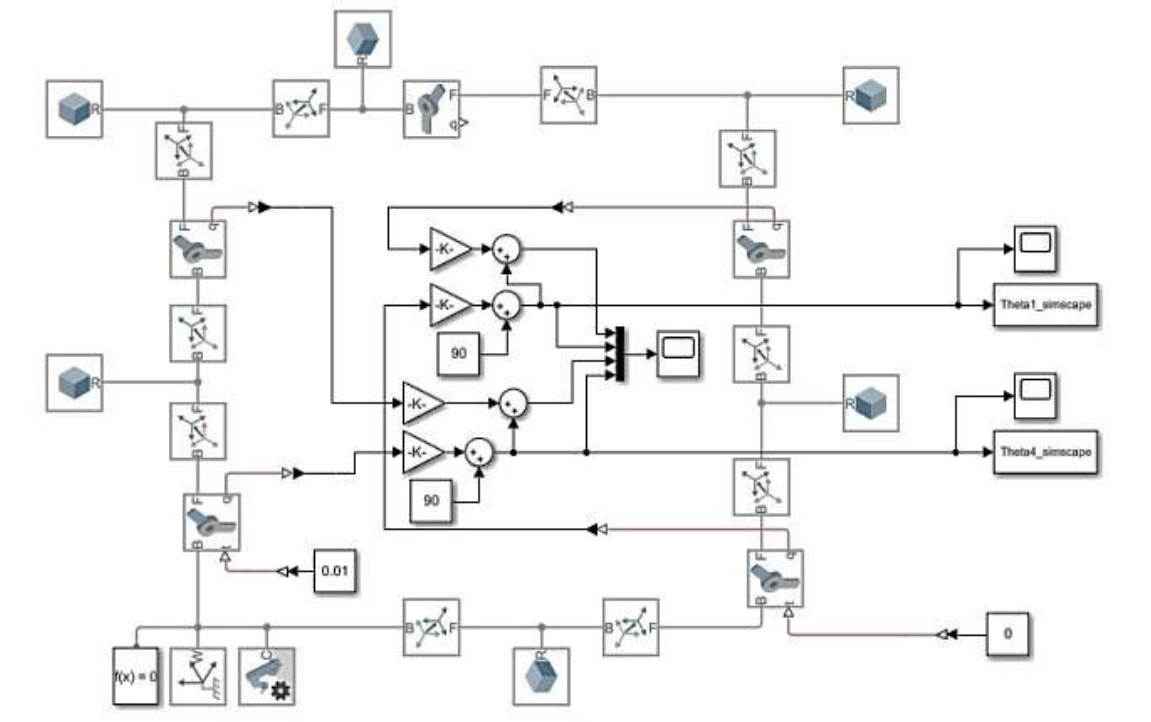 R
R
B F
B F
F B
R
q
F
B
F
B
F q
-K-
+
+
F q
B
B
-K-
+
+
Theta1_simscape
F
B
90
F
B
R
-K-
+
+
R
F
B
-K-
+
+
Theta4_simscape
F
B
90
F q
B t
0.01
F q
B t
B F
B F
0
R
f(x) = 0
W
C